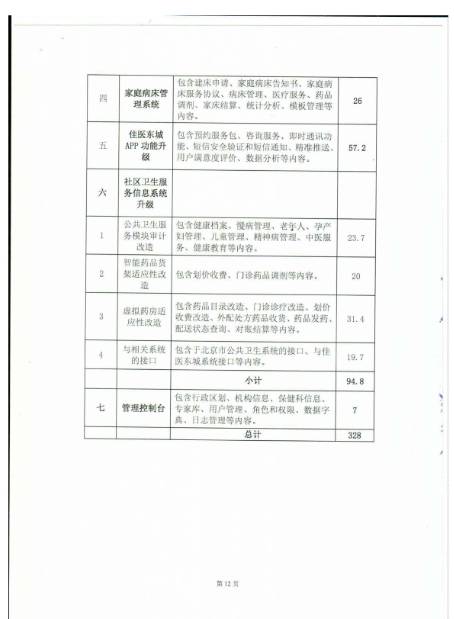 四
家庭病床管
理系统
包含建床申请、家庭病床告知书、家庭病
床服务协议、病床管理、医疗服务、药品
调剂、家床结算、统计分析、模板管理等
内容。
26
五
佳医东城
APP 功能升
级
包含预约服务包、咨询服务、即时通讯功
能、短信安全验证和短信通知、精准推送、
用户满意度评价、数据分析等内容。
57.2
六
社区卫生服
务信息系统
升级
1
公共卫生服
务模块审计
改造
包含健康档案、慢病管理、老年人、孕产
妇管理、儿童管理、精神病管理、中医服
务、健康教育等内容。
23.7
2
智能药品货
架适应性改
造
包含划价收费、门诊药品调剂等内容。
20
3
虚拟药房适
应性改造
包含药品目录改造、门诊诊疗改造、划价
收费改造、外配处方药品收货、药品发药、
配送状态查询、对账结算等内容。
31.4
4
与相关系统
的接口
包含于北京市公共卫生系统的接口、与佳
医东城系统接口等内容。
19.7
小计
94.8
七
管理控制台
包含行政区划、机构信息、保健科信息、
专家库、用户管理、角色和权限、数据字
典、日志管理等内容。
7
总计
328
第 12 页